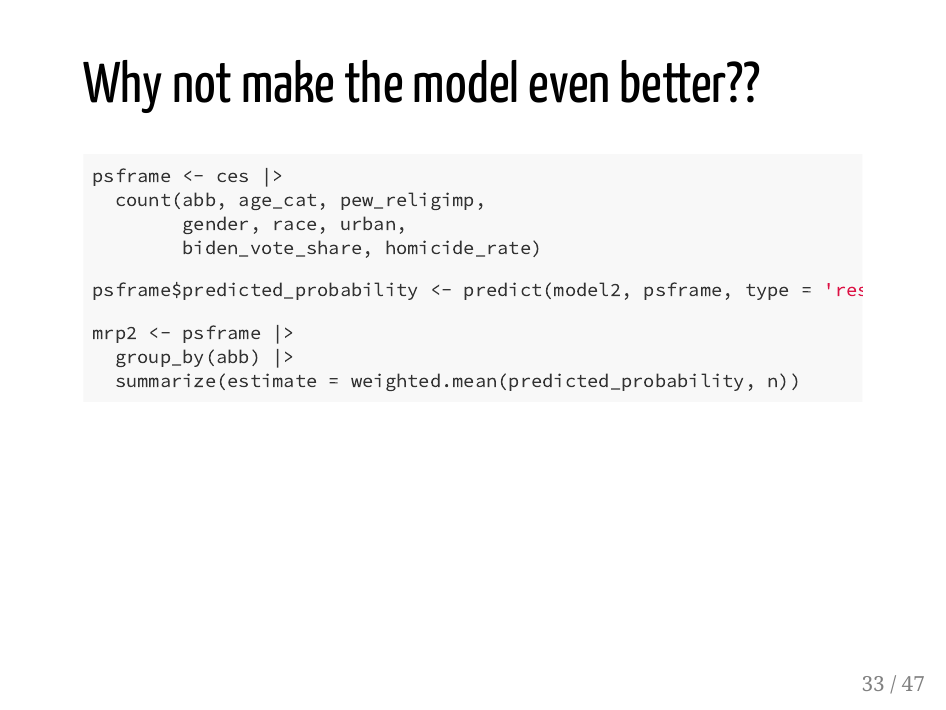 Why not make the model even better??
psframe <- ces |>
  count(abb, age_cat, pew_religimp,
        gender, race, urban,
        biden_vote_share, homicide_rate)
psframe$predicted_probability <- predict(model2, psframe, type = 'res
mrp2 <- psframe |>
  group_by(abb) |>
  summarize(estimate = weighted.mean(predicted_probability, n))
33 / 47